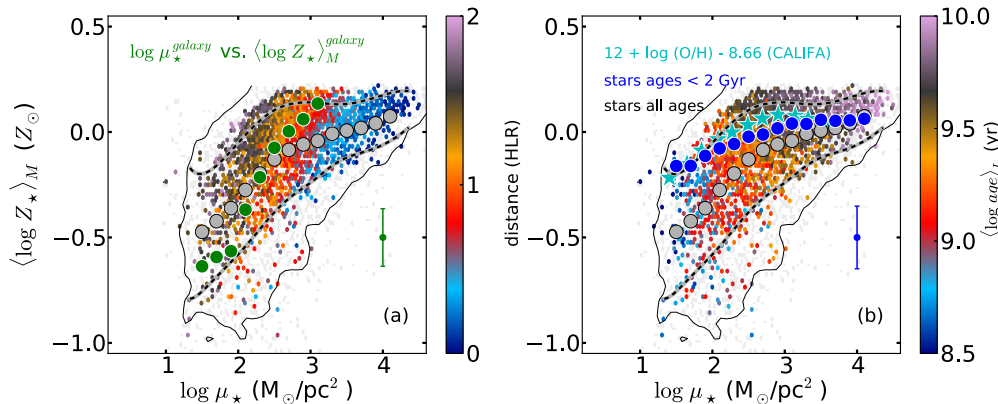 log μ⋆^galaxy vs. ⟨log Z⋆⟩_M^galaxy
(a)
0.5
0.0
−0.5
−1.0
1
2
3
4
log μ⋆ (M⊙/pc²)
⟨log Z⋆⟩_M (Z⊙)
2
1
0
distance (HLR)
12 + log (O/H) - 8.66 (CALIFA)
stars ages < 2 Gyr
stars all ages
(b)
0.5
0.0
−0.5
−1.0
1
2
3
4
log μ⋆ (M⊙/pc²)
10.0
9.5
9.0
8.5
⟨log age⟩_L (yr)